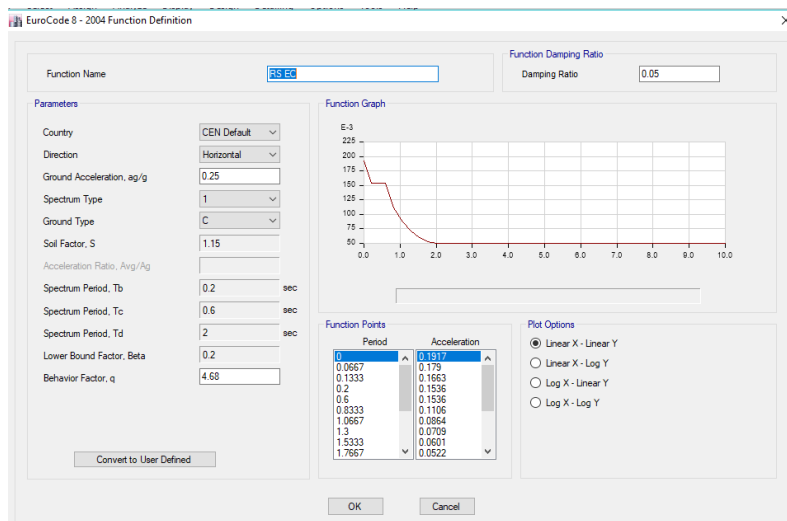 EuroCode 8 - 2004 Function Definition
Function Name
RS EC
Function Damping Ratio
Damping Ratio
0.05
Parameters
Country
CEN Default
Direction
Horizontal
Ground Acceleration, ag/g
0.25
Spectrum Type
1
Ground Type
C
Soil Factor, S
1.15
Acceleration Ratio, Avg/Ag
Spectrum Period, Tb
0.2
sec
Spectrum Period, Tc
0.6
sec
Spectrum Period, Td
2
sec
Lower Bound Factor, Beta
0.2
Behavior Factor, q
4.68
Convert to User Defined
Function Graph
E-3
225
200
175
150
125
100
75
50
0.0 1.0 2.0 3.0 4.0 5.0 6.0 7.0 8.0 9.0 10.0
Function Points
Period Acceleration
0 0.1917
0.0667 0.179
0.1333 0.1663
0.2 0.1536
0.6 0.1536
0.8333 0.1106
1.0667 0.0864
1.3 0.0709
1.5333 0.0601
1.7667 0.0522
Plot Options
Linear X - Linear Y
Linear X - Log Y
Log X - Linear Y
Log X - Log Y
OK
Cancel